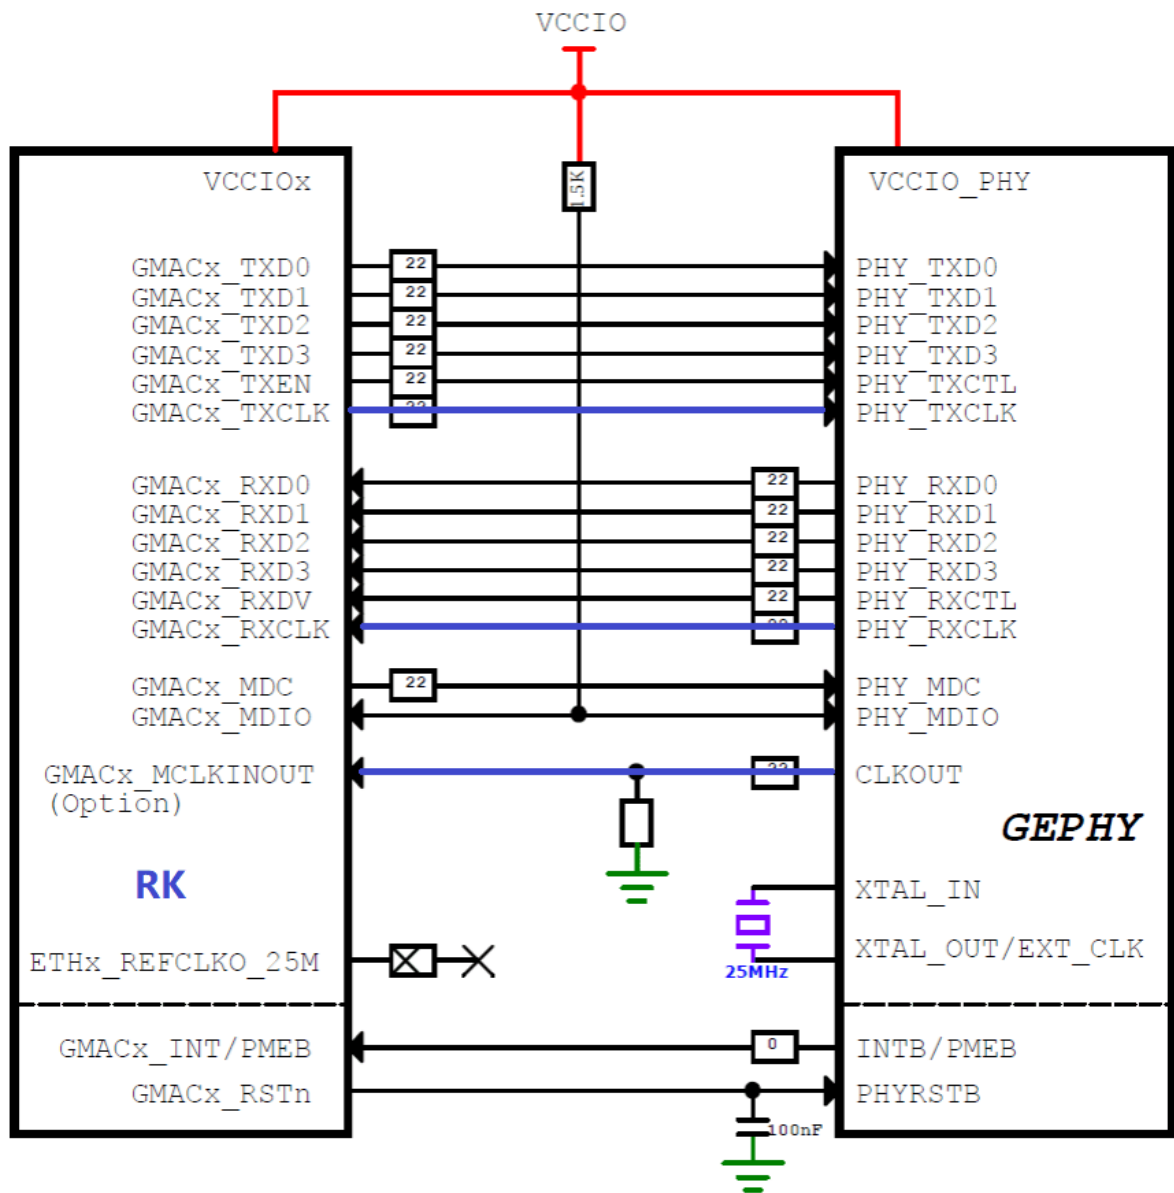 VCCIO
VCCIOx
1.5K
VCCIO_PHY
GMACx_TXD0 22 PHY_TXD0
GMACx_TXD1 22 PHY_TXD1
GMACx_TXD2 22 PHY_TXD2
GMACx_TXD3 22 PHY_TXD3
GMACx_TXEN 22 PHY_TXCTL
GMACx_TXCLK 22 PHY_TXCLK
GMACx_RXD0 22 PHY_RXD0
GMACx_RXD1 22 PHY_RXD1
GMACx_RXD2 22 PHY_RXD2
GMACx_RXD3 22 PHY_RXD3
GMACx_RXDV 22 PHY_RXCTL
GMACx_RXCLK 22 PHY_RXCLK
GMACx_MDC 22 PHY_MDC
GMACx_MDIO PHY_MDIO
GMACx_MCLKINOUT 22 CLKOUT
(Option)
GEPHY
RK
XTAL_IN
XTAL_OUT/EXT_CLK
ETHx_REFCLKO_25M
25MHz
GMACx_INT/PMEB 0 INTB/PMEB
GMACx_RSTn PHYRSTB
100nF